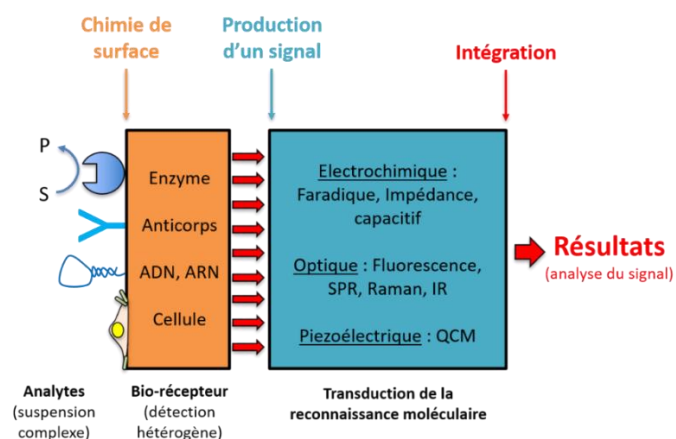 Chimie de
surface
Production
d'un signal
Intégration
P
S
Enzyme
Anticorps
ADN, ARN
Cellule
Electrochimique :
Faradique, Impédance,
capacitif
Optique : Fluorescence,
SPR, Raman, IR
Piezoélectrique : QCM
Résultats
(analyse du signal)
Analytes
(suspension
complexe)
Bio-récepteur
(détection
hétérogène)
Transduction de la
reconnaissance moléculaire